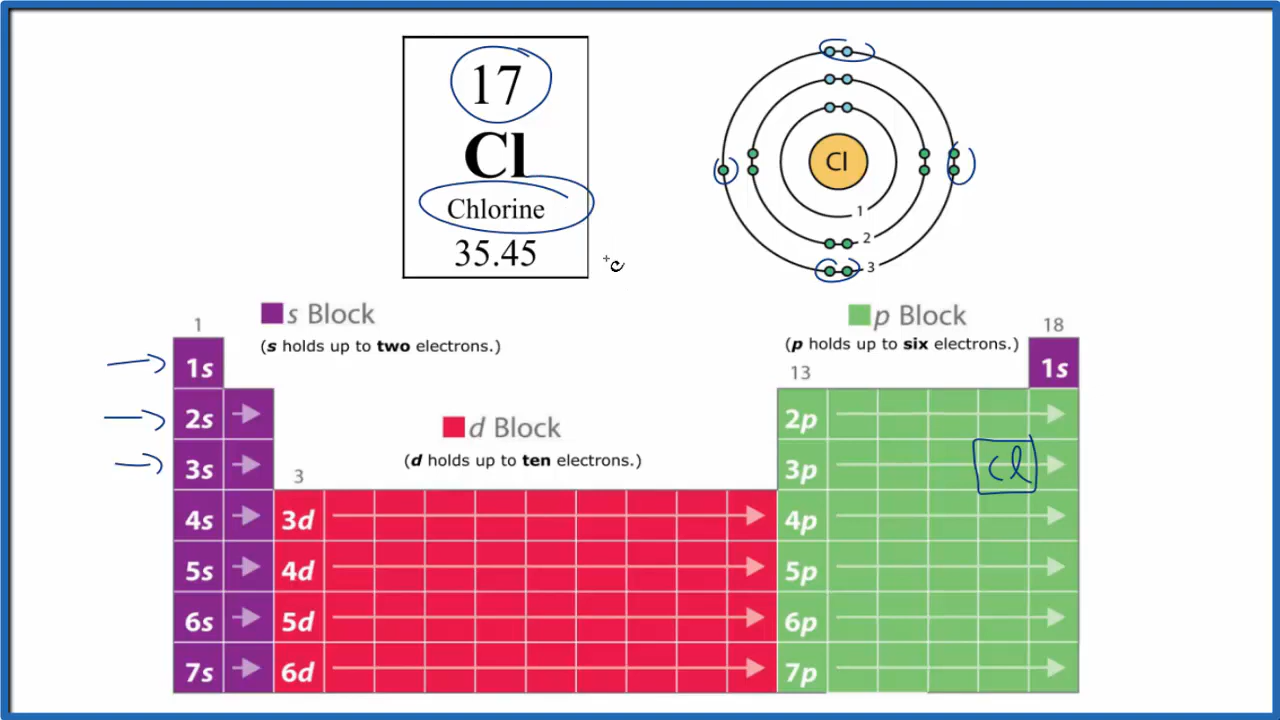 17
Cl
Chlorine
35.45
Cl
1
2
3
1
s Block
(s holds up to two electrons.)
p Block
(p holds up to six electrons.)
18
13
1s
1s
2s
2p
d Block
(d holds up to ten electrons.)
3s
3
3p
Cl
4s
3d
4p
5s
4d
5p
6s
5d
6p
7s
6d
7p